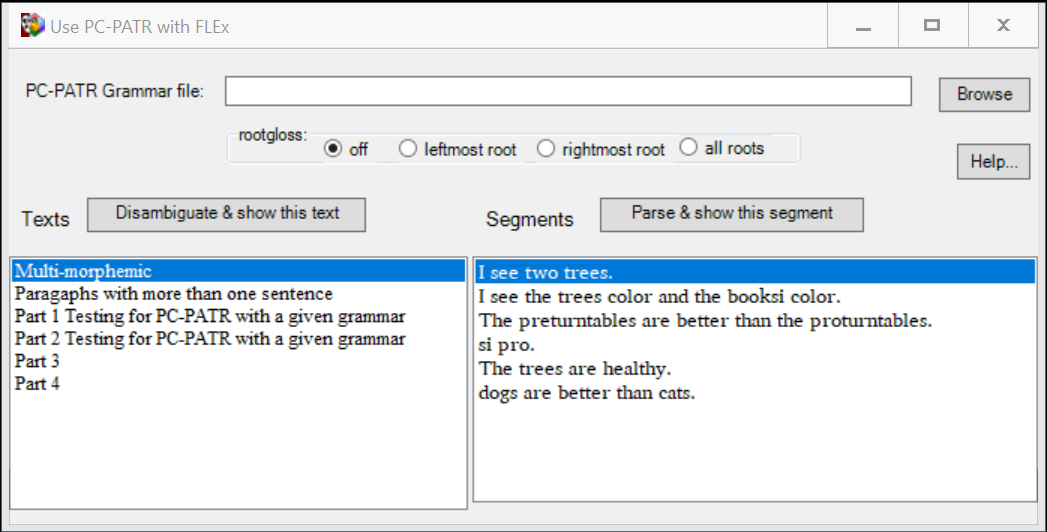 Use PC-PATR with FLEx
PC-PATR Grammar file:
Browse
rootgloss:
off leftmost root rightmost root all roots
Help...
Texts Disambiguate & show this text
Segments Parse & show this segment
Multi-morphemic
Paragaphs with more than one sentence
Part 1 Testing for PC-PATR with a given grammar
Part 2 Testing for PC-PATR with a given grammar
Part 3
Part 4
I see two trees.
I see the trees color and the booksi color.
The preturntables are better than the proturntables.
si pro.
The trees are healthy.
dogs are better than cats.